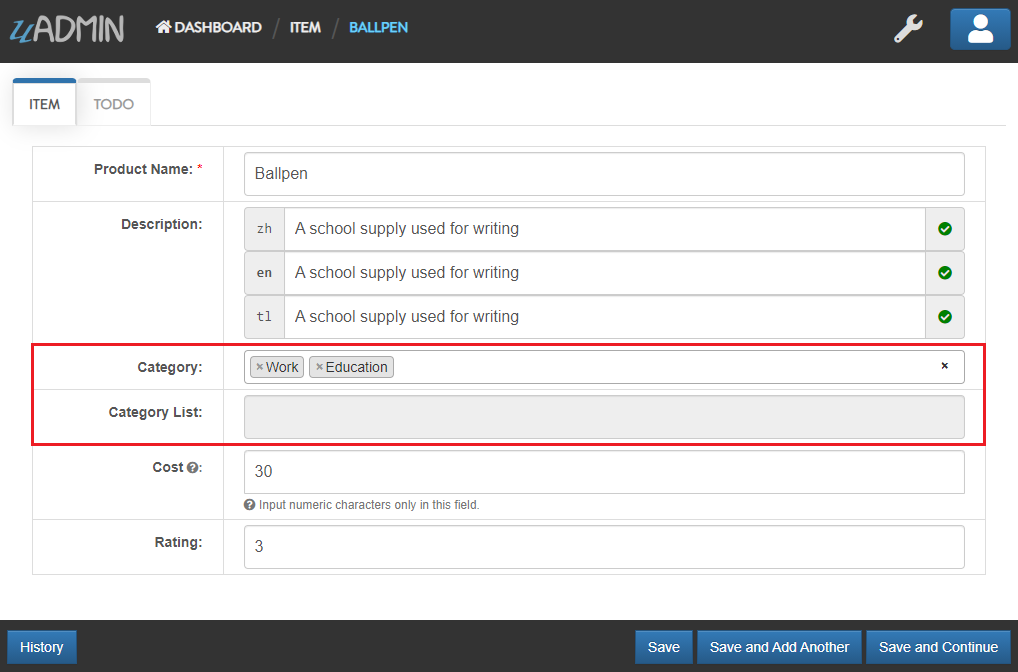 uADMIN DASHBOARD / ITEM / BALLPEN
ITEM TODO
Product Name: * Ballpen
Description: zh A school supply used for writing
en A school supply used for writing
tl A school supply used for writing
Category: × Work × Education ×
Category List:
Cost ?: 30
? Input numeric characters only in this field.
Rating: 3
History Save Save and Add Another Save and Continue